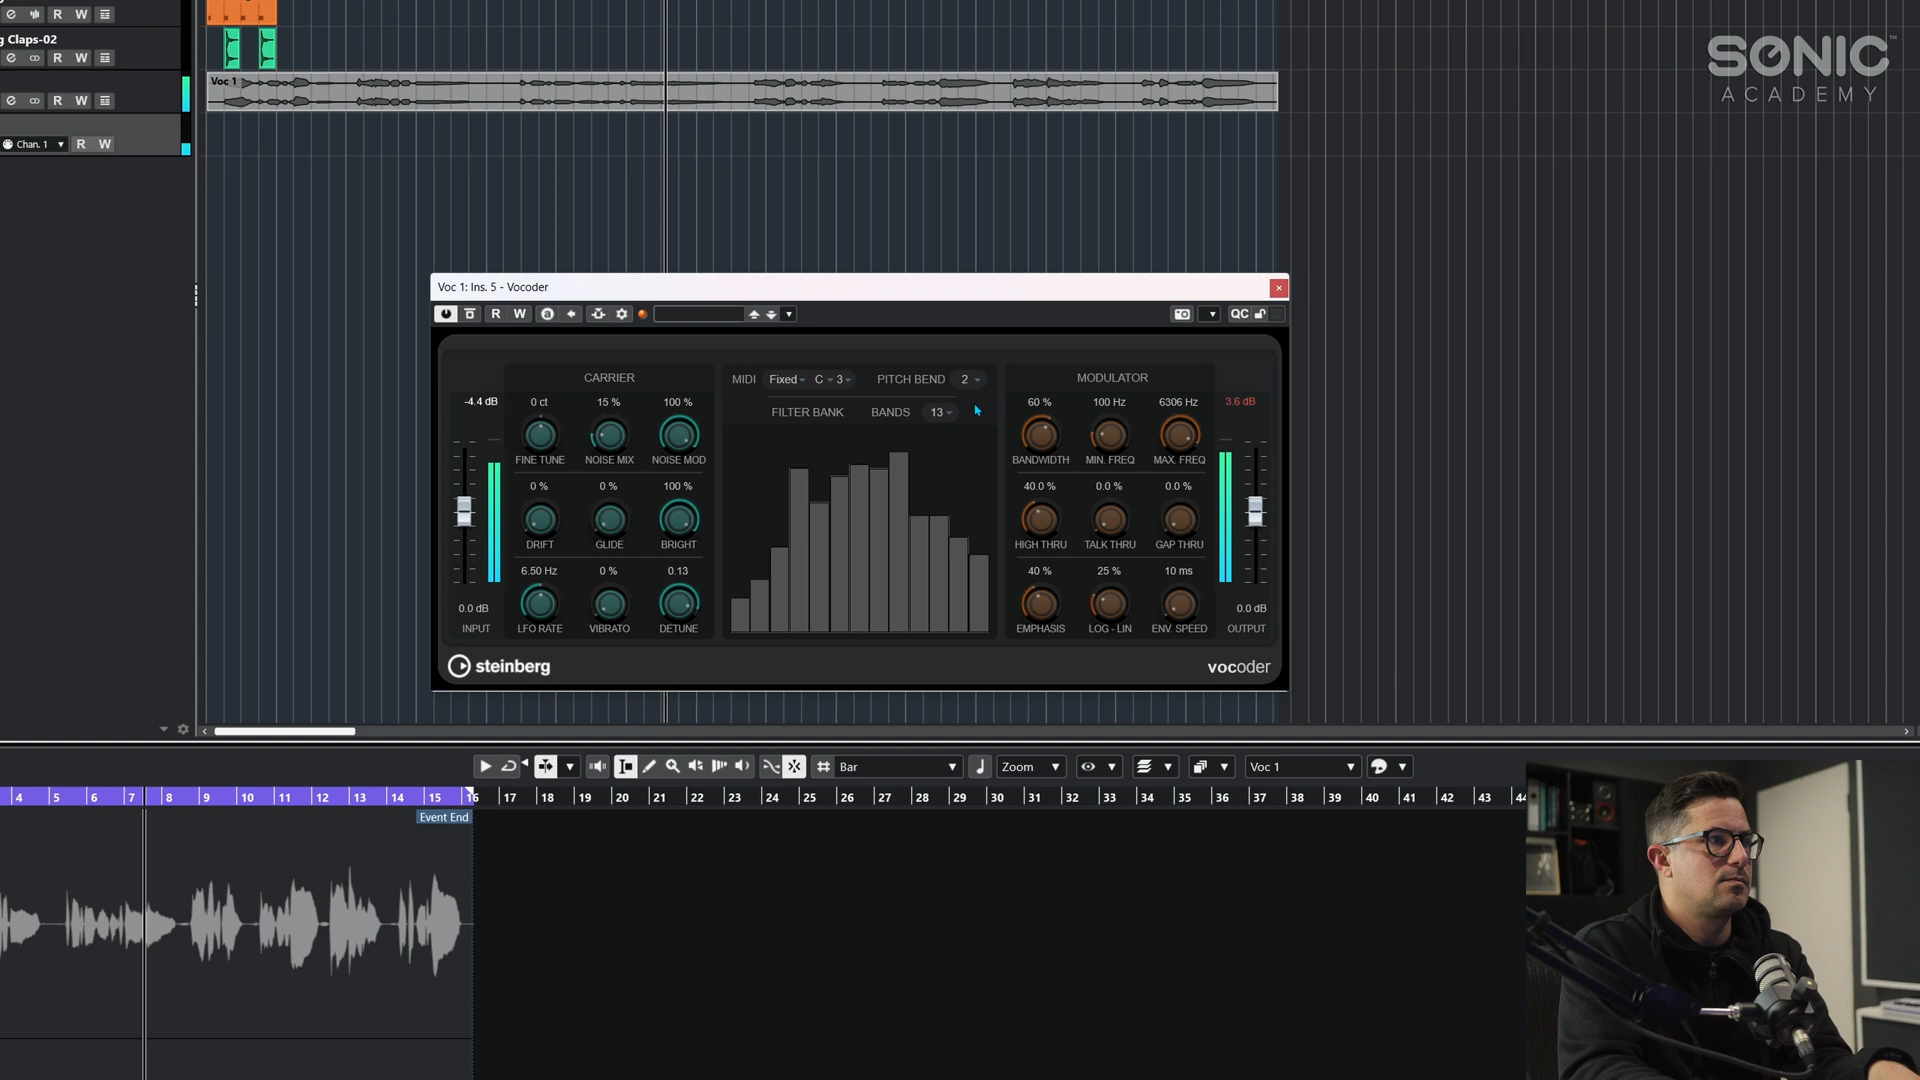 R W
g Claps-02
R W
Voc 1
R W
Chan. 1 R W
SONIC™
ACADEMY
Voc 1: Ins. 5 - Vocoder
R W QC
CARRIER
MIDI Fixed C 3 PITCH BEND 2
MODULATOR
-4.4 dB 0 ct 15 % 100 %
FILTER BANK BANDS 13
60 % 100 Hz 6306 Hz 3.6 dB
FINE TUNE NOISE MIX NOISE MOD
BANDWIDTH MIN. FREQ MAX. FREQ
0 % 0 % 100 %
40.0 % 0.0 % 0.0 %
DRIFT GLIDE BRIGHT
HIGH THRU TALK THRU GAP THRU
6.50 Hz 0 % 0.13
40 % 25 % 10 ms
0.0 dB
0.0 dB
INPUT LFO RATE VIBRATO DETUNE
EMPHASIS LOG - LIN ENV. SPEED OUTPUT
steinberg
vocoder
Bar Zoom Voc 1
4 5 6 7 8 9 10 11 12 13 14 15 16 17 18 19 20 21 22 23 24 25 26 27 28 29 30 31 32 33 34 35 36 37 38 39 40 41 42 43 44
Event End